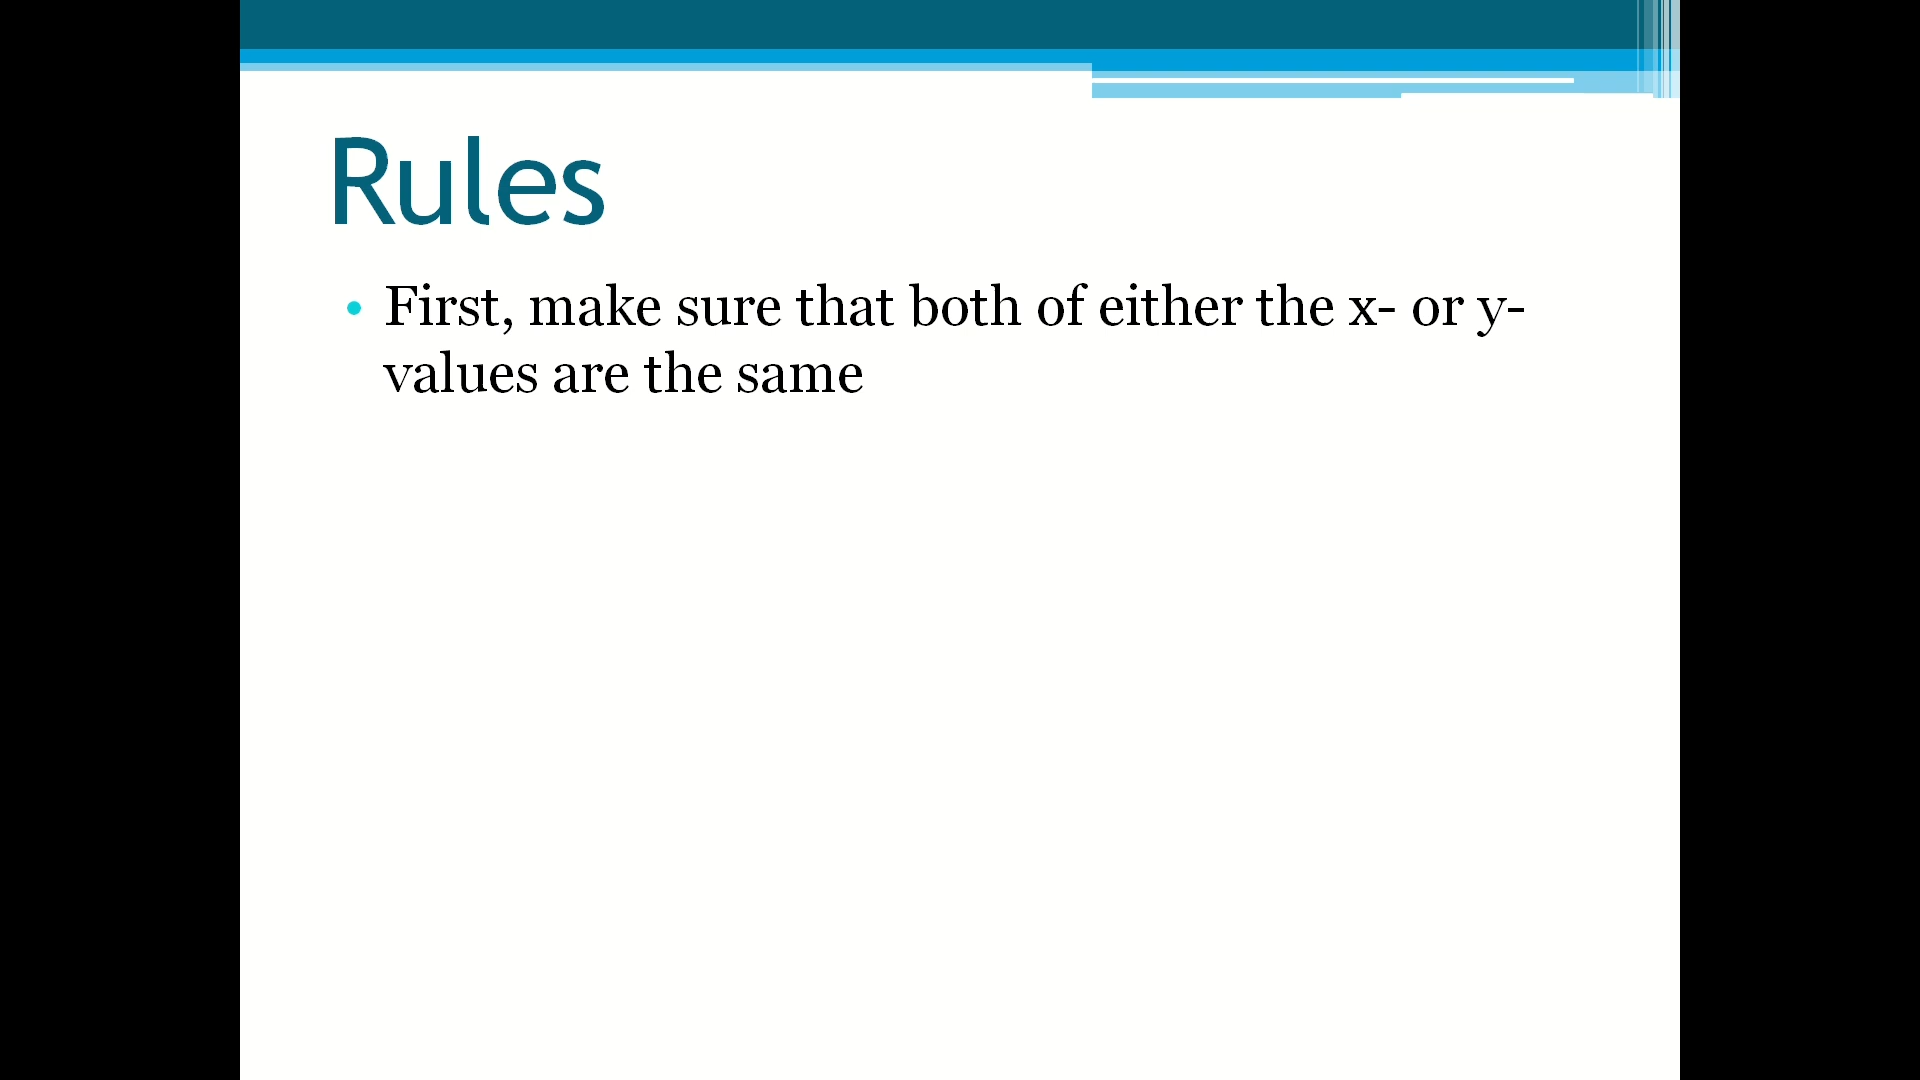 Rules
• First, make sure that both of either the x- or y-
values are the same